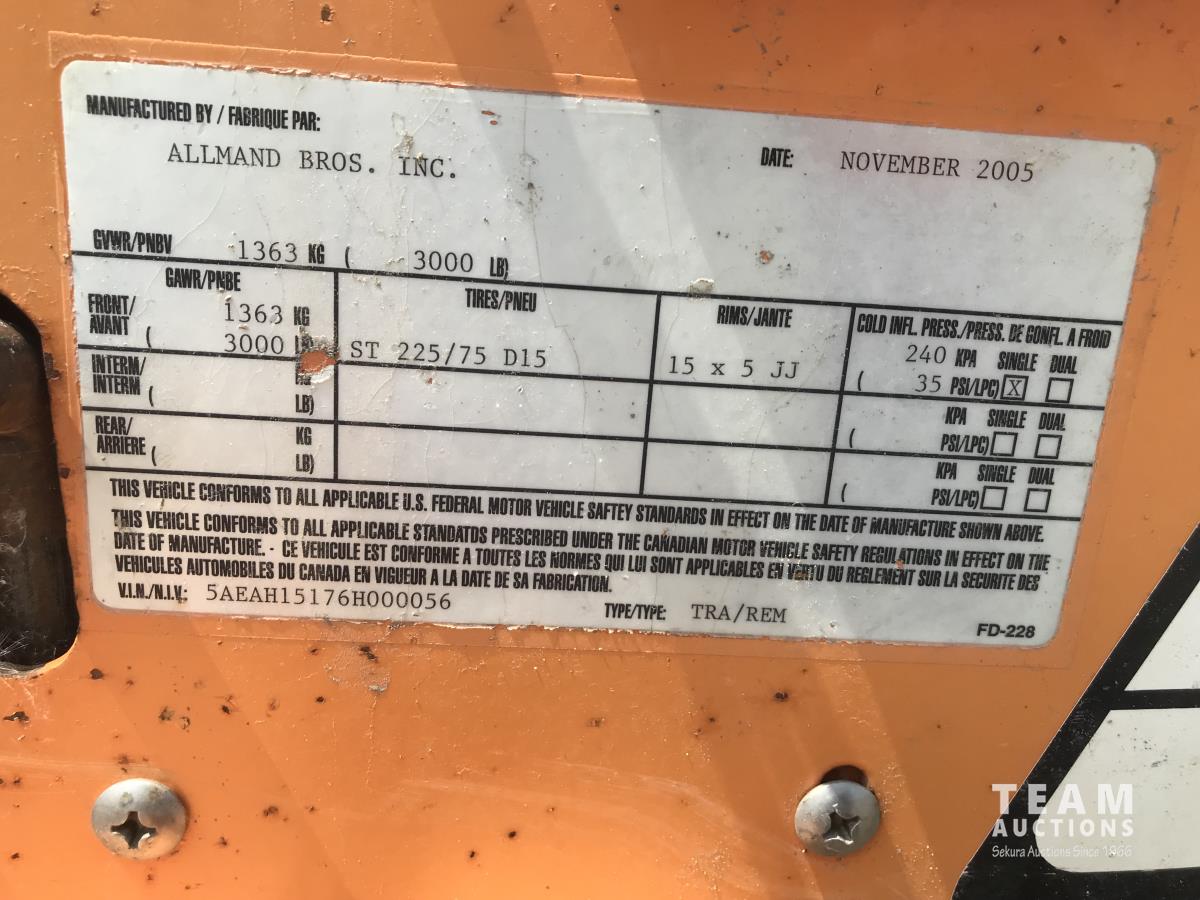 MANUFACTURED BY / FABRIQUE PAR:
ALLMAND BROS. INC.
DATE: NOVEMBER 2005
GVWR/PNBV 1363 KG ( 3000 LB)
GAWR/PNBE TIRES/PNEU RIMS/JANTE COLD INFL. PRESS./PRESS. DE GONFL. A FROID
FRONT/ 1363 KG 240 KPA SINGLE DUAL
AVANT ( 3000 ST 225/75 D15 15 x 5 JJ ( 35 PSI/LPC) X
INTERM/ KPA SINGLE DUAL
INTERM ( LB) ( PSI/LPC)
REAR/ KG KPA SINGLE DUAL
ARRIERE ( LB) ( PSI/LPC)
THIS VEHICLE CONFORMS TO ALL APPLICABLE U.S. FEDERAL MOTOR VEHICLE SAFTEY STANDARDS IN EFFECT ON THE DATE OF MANUFACTURE SHOWN ABOVE.
THIS VEHICLE CONFORMS TO ALL APPLICABLE STANDATDS PRESCRIBED UNDER THE CANADIAN MOTOR VEHICLE SAFETY REGULATIONS IN EFFECT ON THE
DATE OF MANUFACTURE. - CE VEHICULE EST CONFORME A TOUTES LES NORMES QUI LUI SONT APPLICABLES EN VERTU DU REGLEMENT SUR LA SECURITE DES
VEHICULES AUTOMOBILES DU CANADA EN VIGUEUR A LA DATE DE SA FABRICATION.
V.I.N./N.I.V.: 5AEAH15176H000056 TYPE/TYPE: TRA/REM FD-228
TEAM
AUCTIONS
Sekura Auctions Since 1966